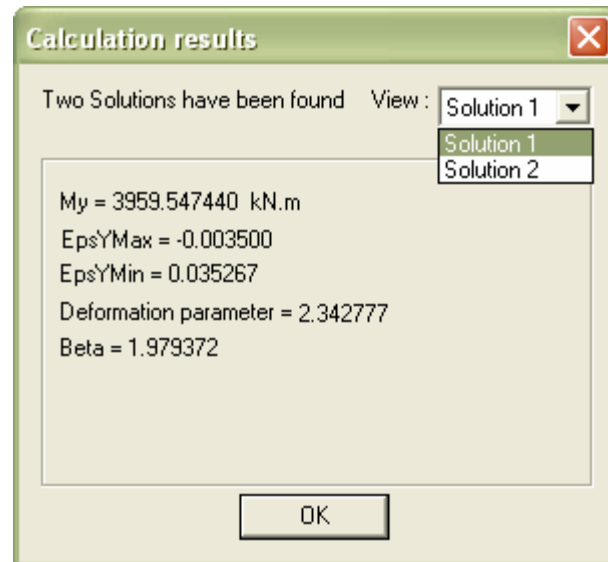 Calculation results
Two Solutions have been found View : Solution 1
Solution 1
Solution 2
My = 3959.547440 kN.m
EpsYMax = -0.003500
EpsYMin = 0.035267
Deformation parameter = 2.342777
Beta = 1.979372
OK